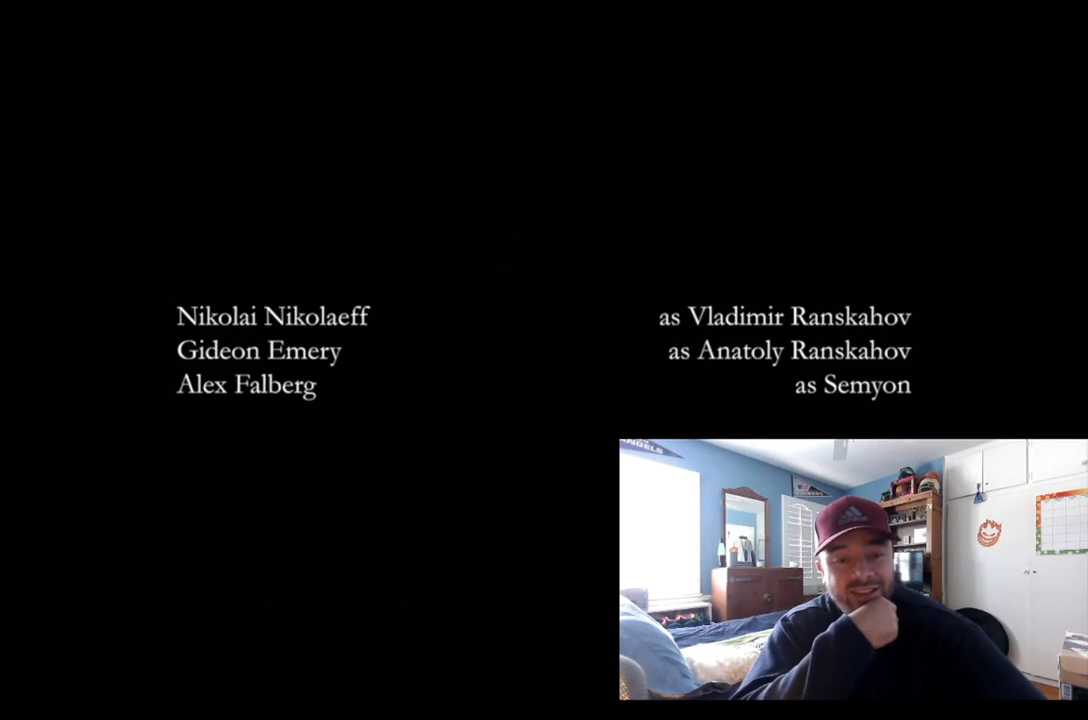 Nikolai Nikolaeff as Vladimir Ranskahov
Gideon Emery as Anatoly Ranskahov
Alex Falberg as Semyon